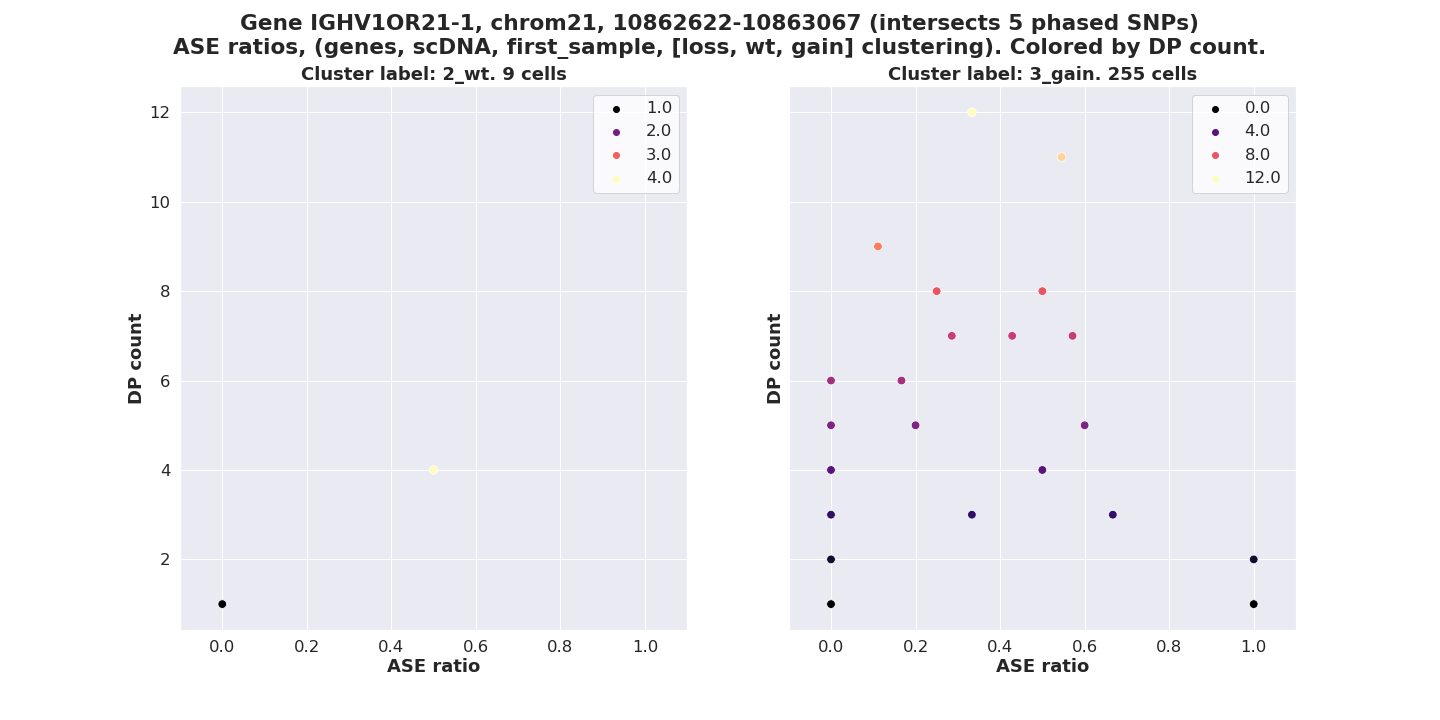 Gene IGHV1OR21-1, chrom21, 10862622-10863067 (intersects 5 phased SNPs)
ASE ratios, (genes, scDNA, first_sample, [loss, wt, gain] clustering). Colored by DP count.
Cluster label: 2_wt. 9 cells
12
10
8
6
4
2
DP count
1.0
2.0
3.0
4.0
0.0 0.2 0.4 0.6 0.8 1.0
ASE ratio
Cluster label: 3_gain. 255 cells
DP count
0.0
4.0
8.0
12.0
0.0 0.2 0.4 0.6 0.8 1.0
ASE ratio